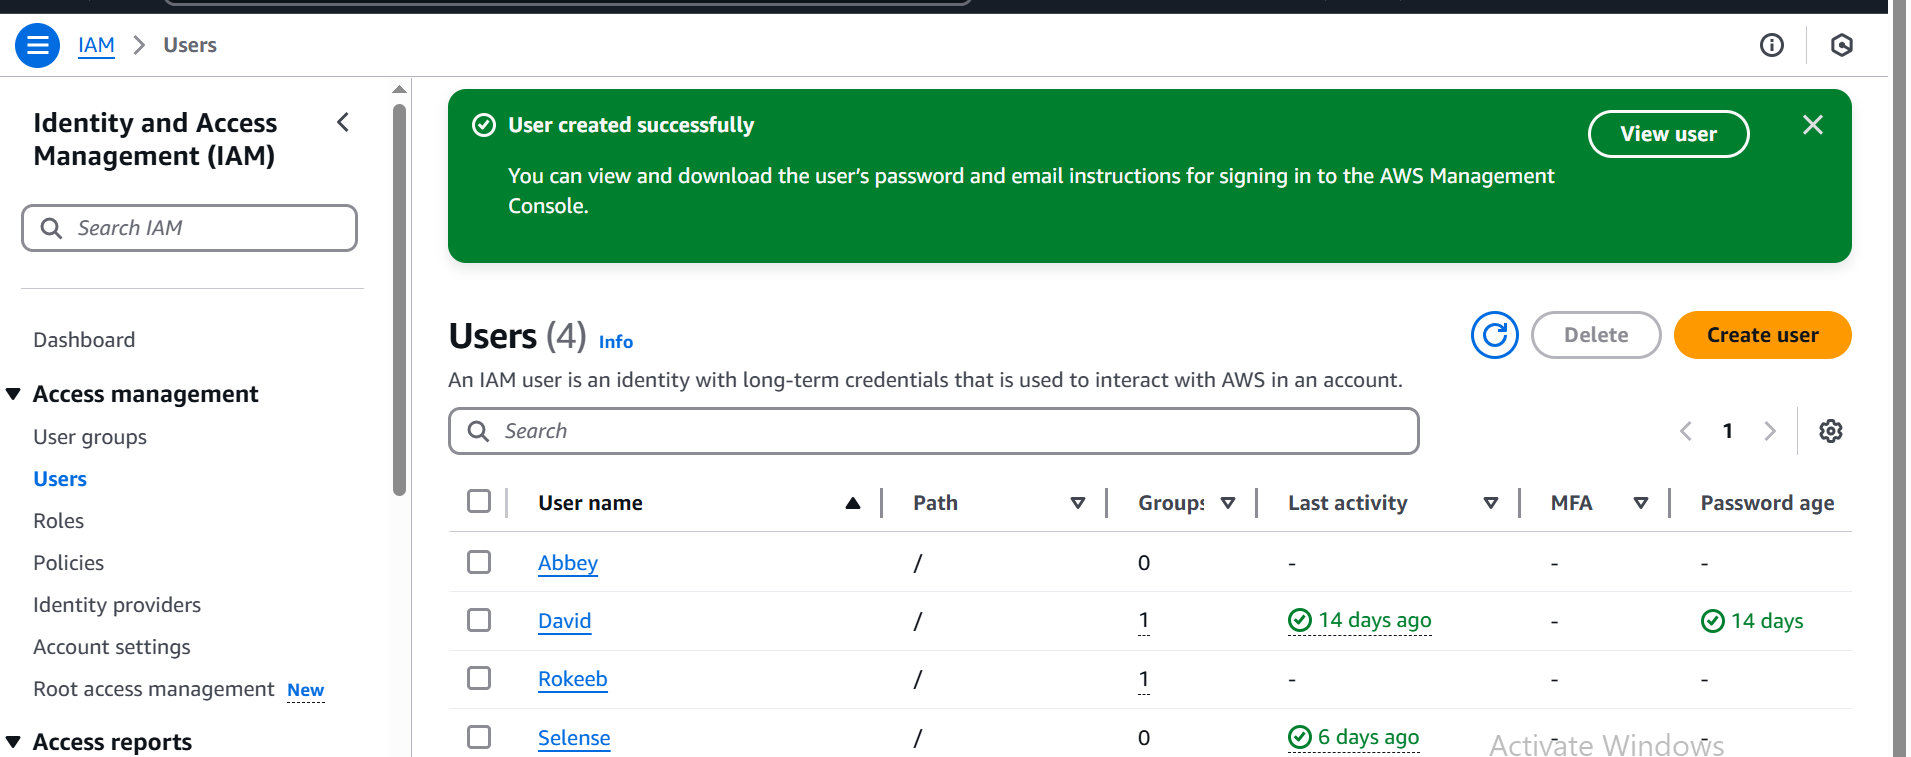 IAM > Users
Identity and Access
Management (IAM)
Search IAM
Dashboard
Access management
User groups
Users
Roles
Policies
Identity providers
Account settings
Root access management New
Access reports
User created successfully
View user
You can view and download the user's password and email instructions for signing in to the AWS Management
Console.
Users (4) Info
Delete
Create user
An IAM user is an identity with long-term credentials that is used to interact with AWS in an account.
Search
1
User name Path Groups Last activity MFA Password age
Abbey / 0 - - -
David / 1 14 days ago - 14 days
Rokeeb / 1 - - -
Selense / 0 6 days ago - -
Activate Windows